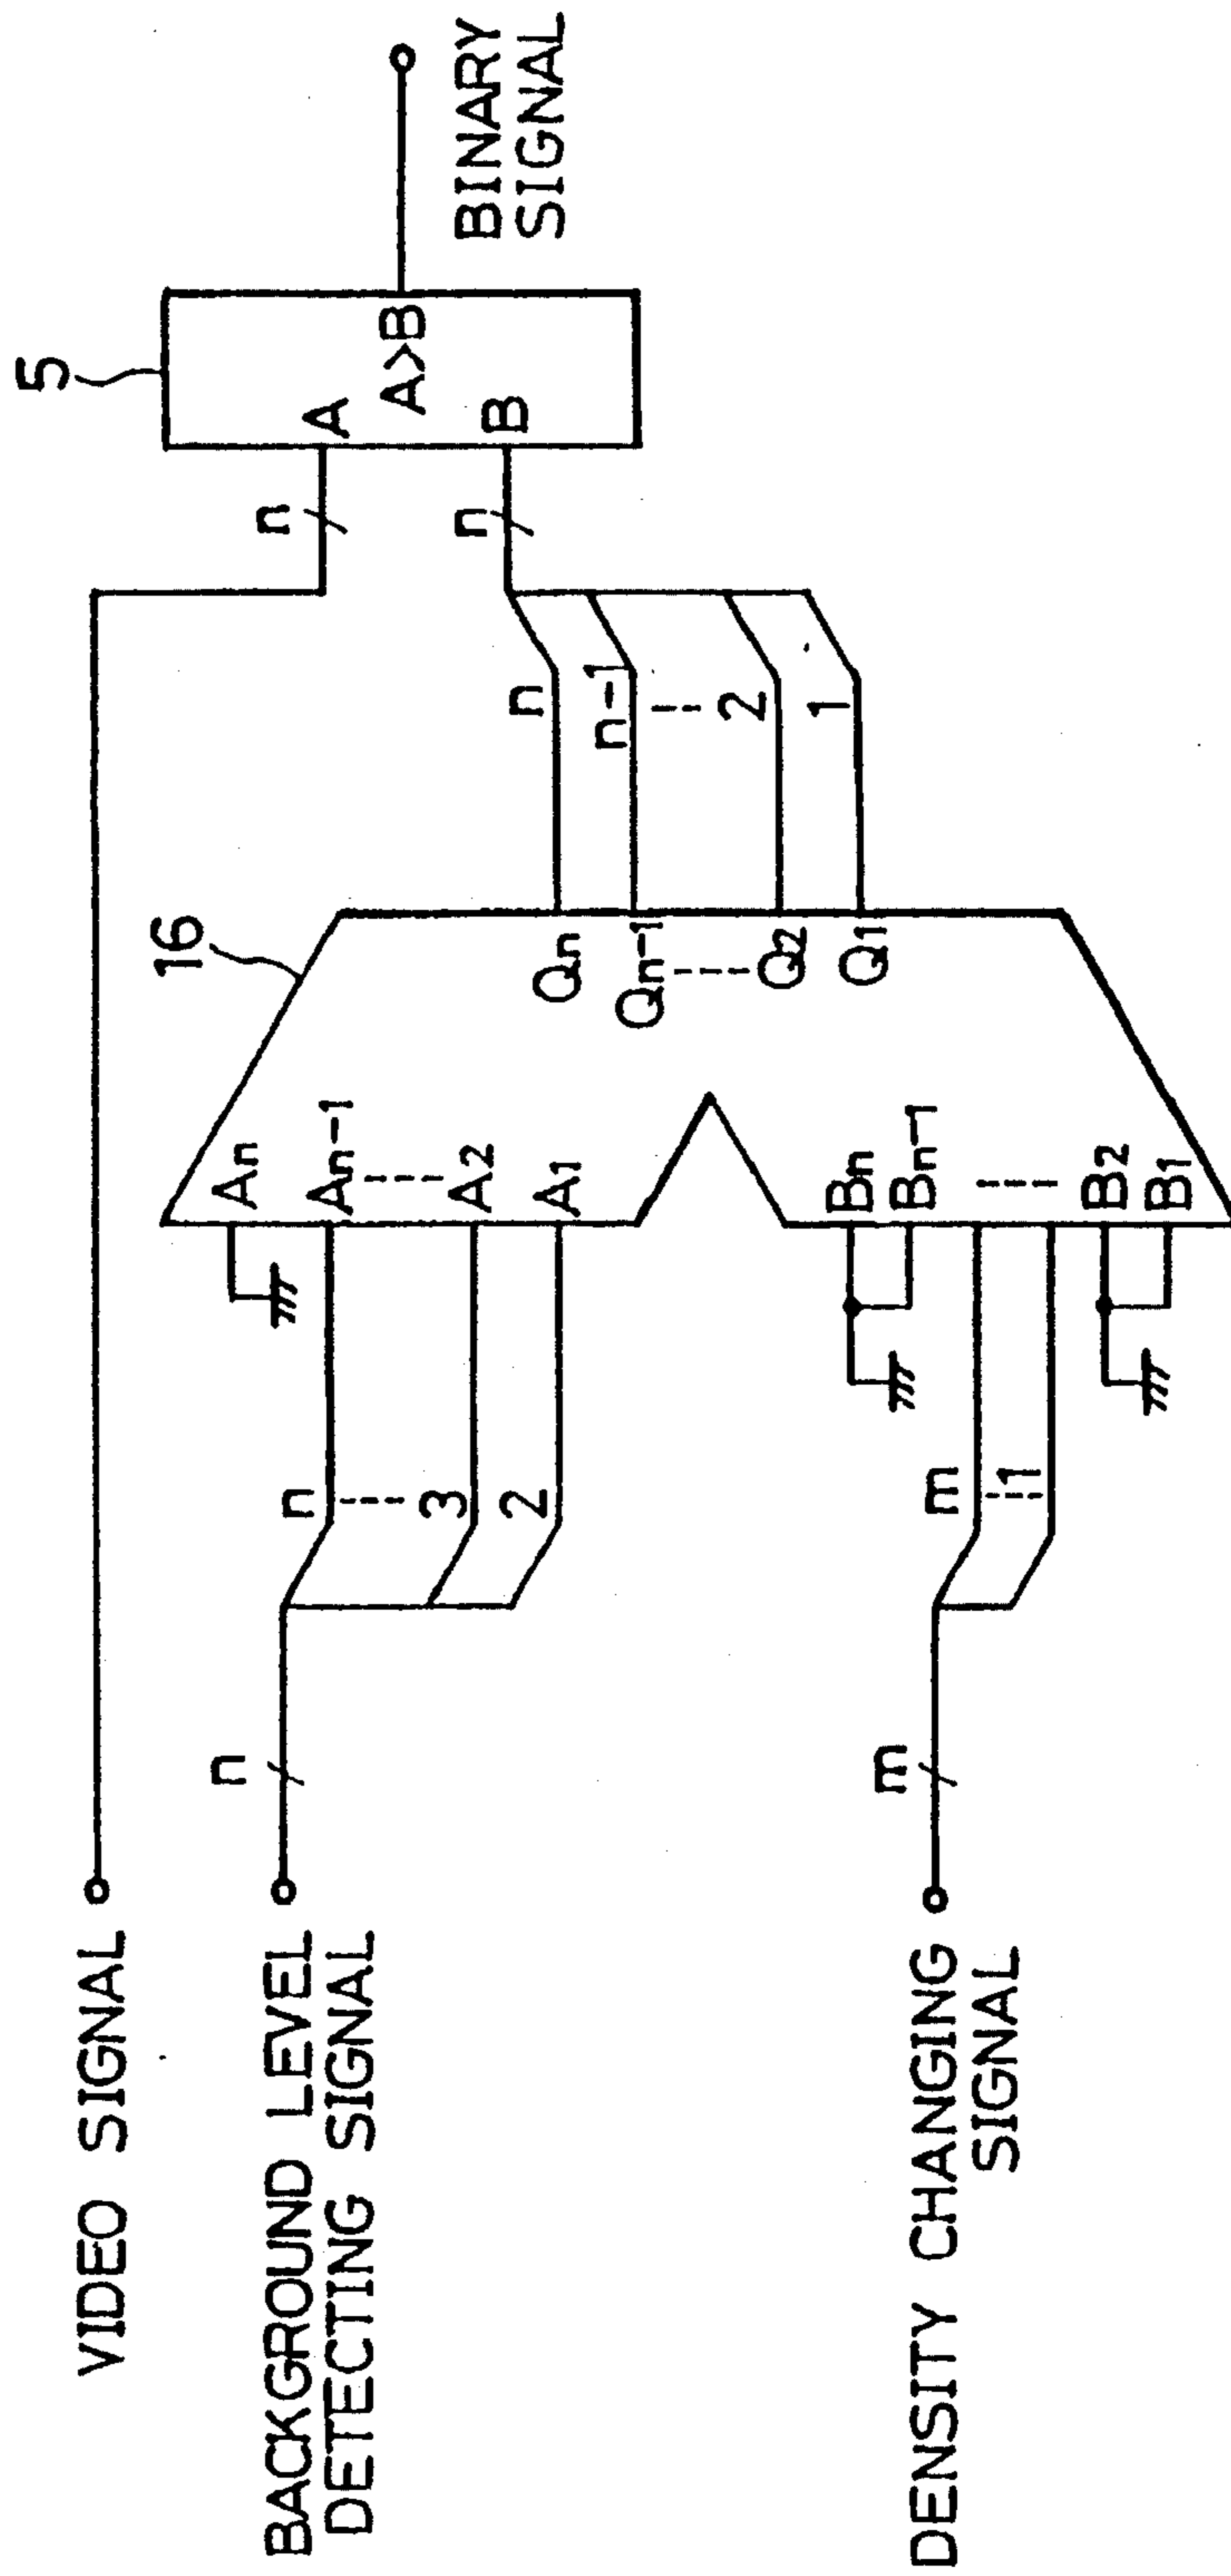 VIDEO SIGNAL
BACKGROUND LEVEL
DETECTING SIGNAL
DENSITY CHANGING
SIGNAL
n
m
n
3
2
m
1
16
An
An-1
A2
A1
Bn
Bn-1
B2
B1
Qn
Qn-1
Q2
Q1
n
n-1
2
1
n
n
5
A
A>B
B
BINARY
SIGNAL